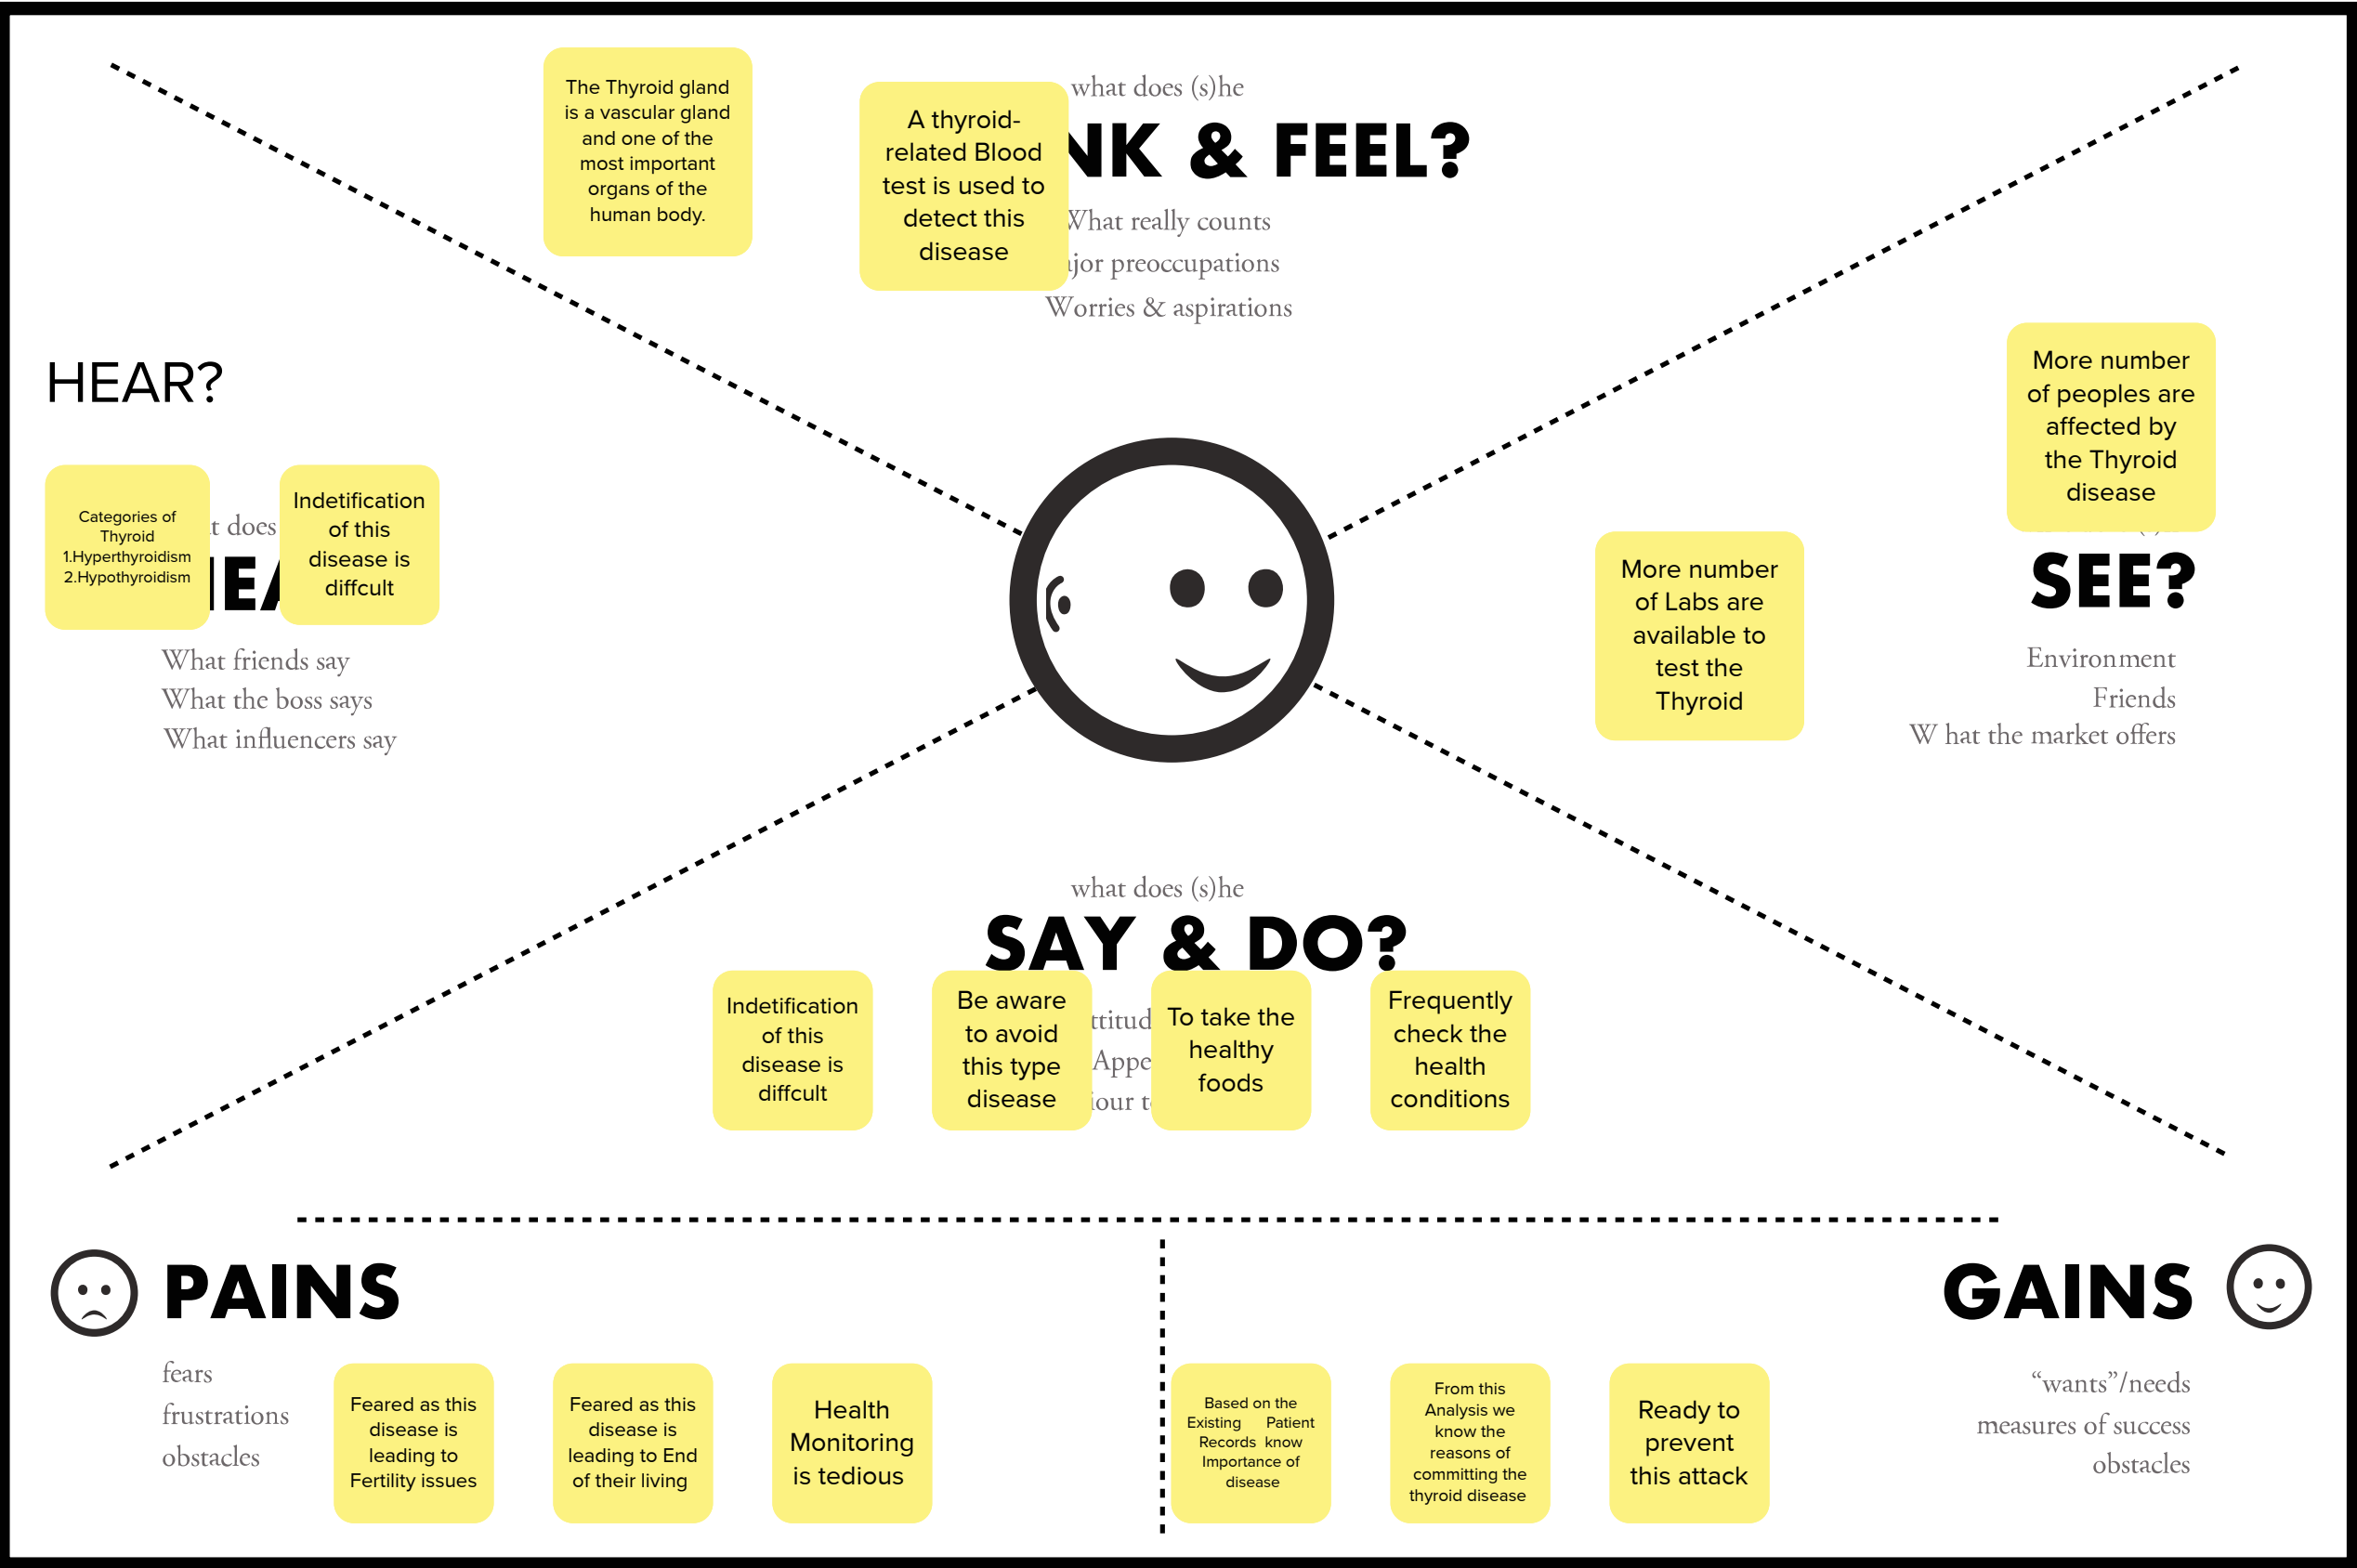 The Thyroid gland
is a vascular gland
and one of the
most important
organs of the
human body.
A thyroid-
related Blood
test is used to
detect this
disease
what does (s)he
NK & FEEL?
What really counts
ajor preoccupations
Worries & aspirations
HEAR?
Categories of
Thyroid
1.Hyperthyroidism
2.Hypothyroidism
Indetification
of this
disease is
diffcult
does
What friends say
What the boss says
What influencers say
More number
of peoples are
affected by
the Thyroid
disease
More number
of Labs are
available to
test the
Thyroid
SEE?
Environment
Friends
W hat the market offers
what does (s)he
SAY & DO?
Indetification
of this
disease is
diffcult
Be aware
to avoid
this type
disease
To take the
healthy
foods
Frequently
check the
health
conditions
ttitud
Appe
iour t
PAINS
fears
frustrations
obstacles
Feared as this
disease is
leading to
Fertility issues
Feared as this
disease is
leading to End
of their living
Health
Monitoring
is tedious
Based on the
Existing Patient
Records know
Importance of
disease
From this
Analysis we
know the
reasons of
committing the
thyroid disease
Ready to
prevent
this attack
GAINS
“wants”/needs
measures of success
obstacles